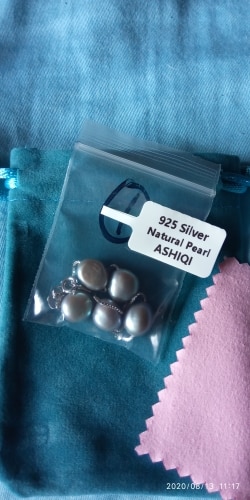 925 Silver
Natural Pearl
ASHIQI
2020/08/13 11:17